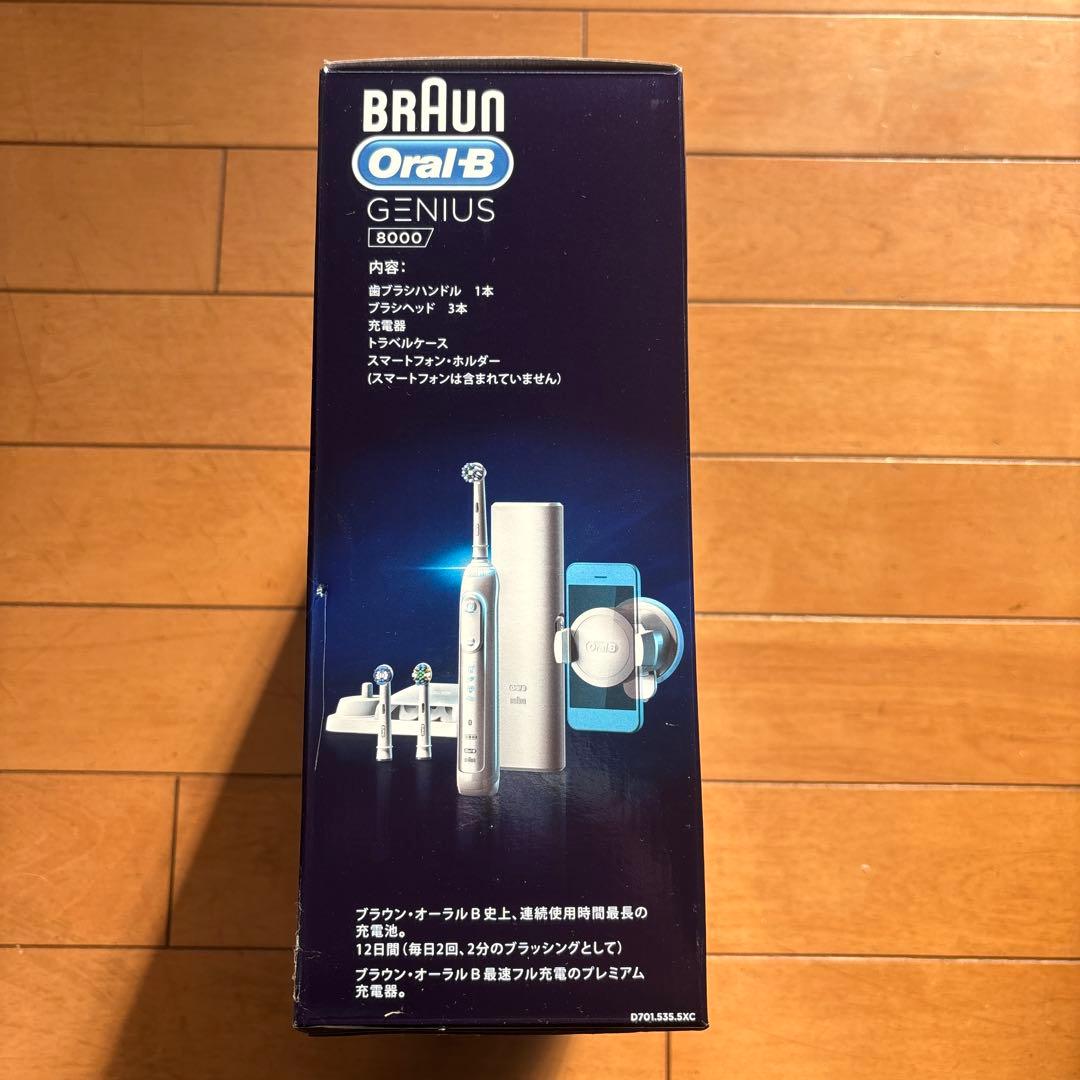 BRAUN
Oral-B
GENIUS
8000
内容：
歯ブラシハンドル 1本
ブラシヘッド 3本
充電器
トラベルケース
スマートフォン・ホルダー
(スマートフォンは含まれていません)
Oral-B
ブラウン・オーラルB史上、連続使用時間最長の
充電池。
12日間(毎日2回、2分のブラッシングとして)
ブラウン・オーラルB最速フル充電のプレミアム
充電器。
D701.535.5XC